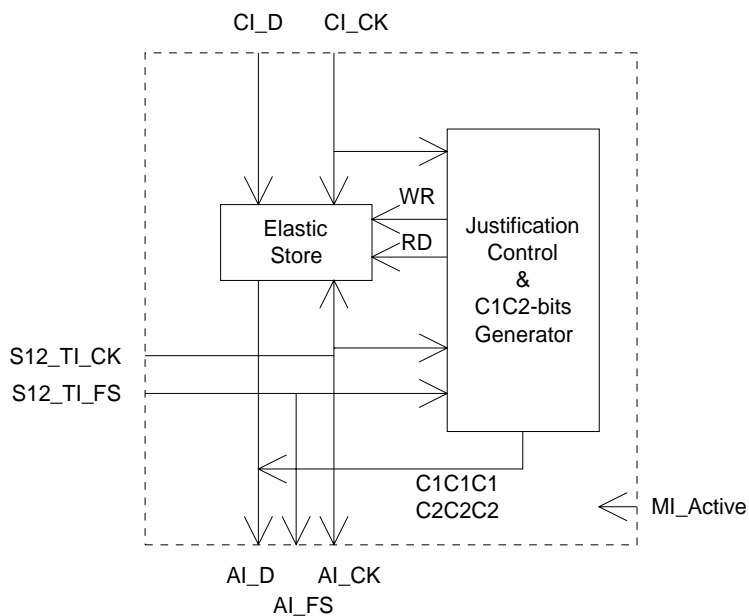 CI_D
CI_CK
WR
RD
Elastic
Store
Justification
Control
&
C1C2-bits
Generator
S12_TI_CK
S12_TI_FS
C1C1C1
C2C2C2
MI_Active
AI_D
AI_CK
AI_FS